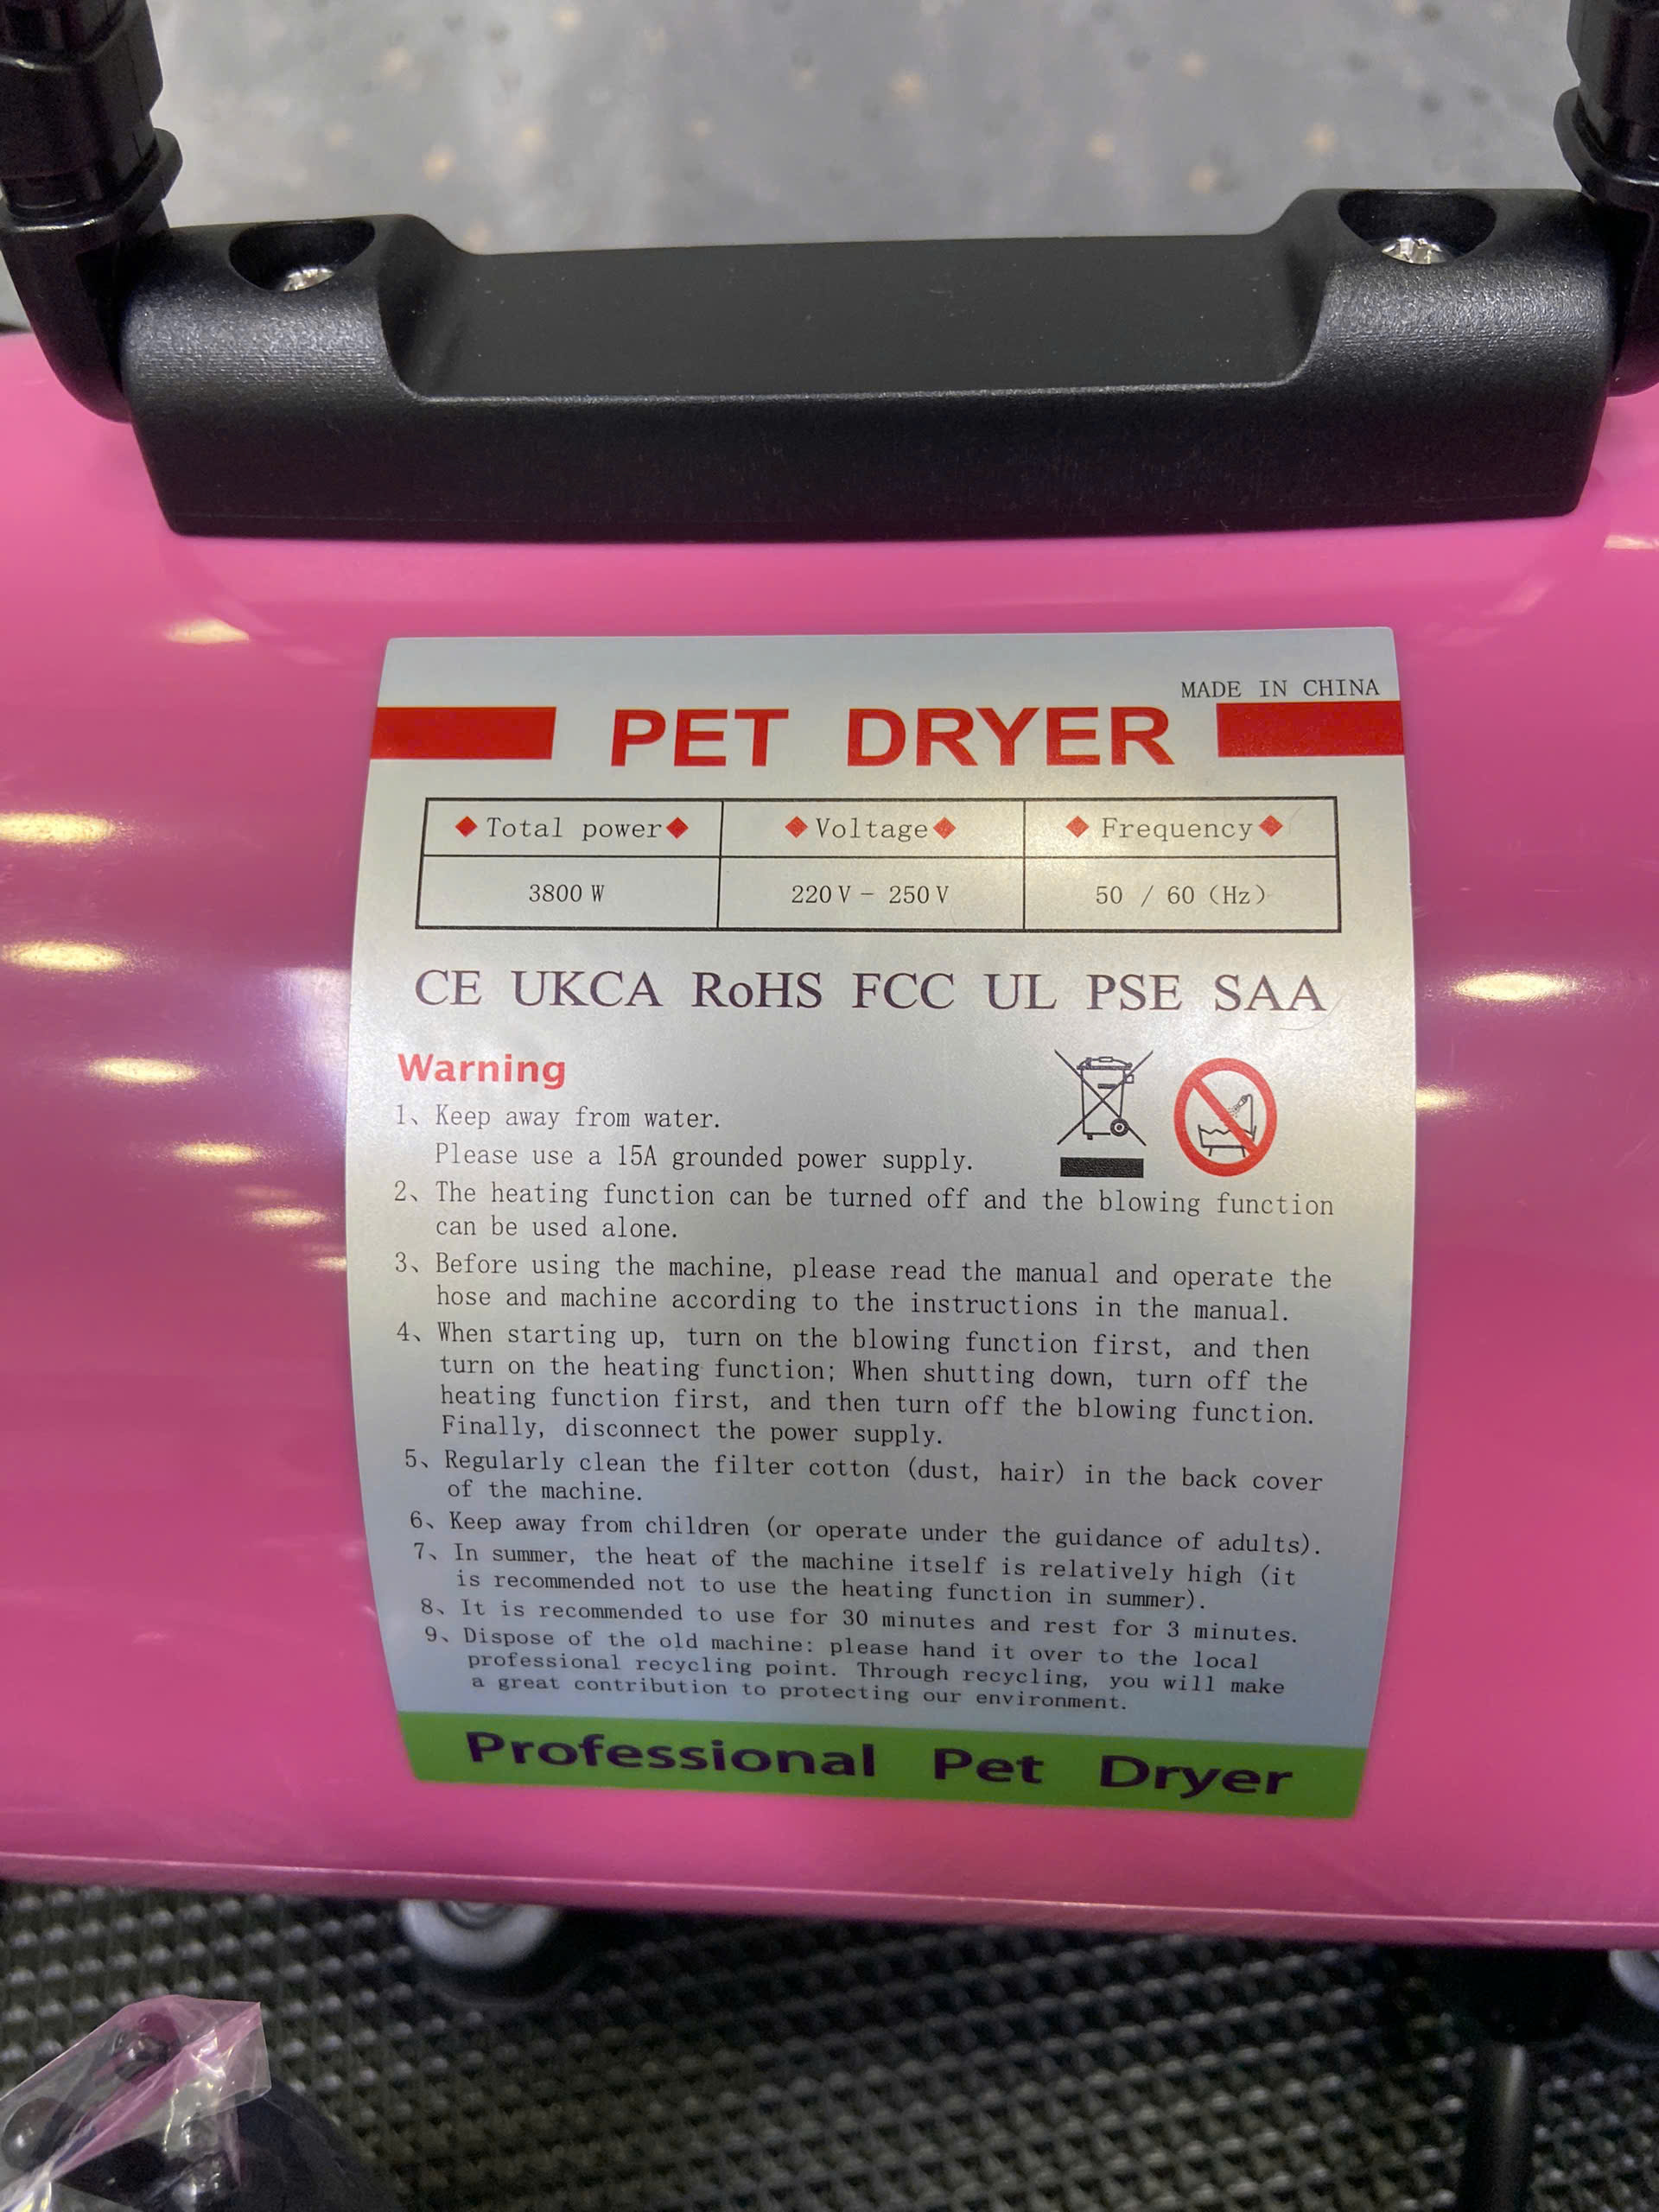 MADE IN CHINA
PET DRYER
◆Total power◆ ◆Voltage◆ ◆Frequency◆
3800 W 220 V - 250 V 50 / 60 (Hz)
CE UKCA RoHS FCC UL PSE SAA
Warning
1、Keep away from water.
Please use a 15A grounded power supply.
2、The heating function can be turned off and the blowing function
can be used alone.
3、Before using the machine, please read the manual and operate the
hose and machine according to the instructions in the manual.
4、When starting up, turn on the blowing function first, and then
turn on the heating function; When shutting down, turn off the
heating function first, and then turn off the blowing function.
Finally, disconnect the power supply.
5、Regularly clean the filter cotton (dust, hair) in the back cover
of the machine.
6、Keep away from children (or operate under the guidance of adults).
7、In summer, the heat of the machine itself is relatively high (it
is recommended not to use the heating function in summer).
8、It is recommended to use for 30 minutes and rest for 3 minutes.
9、Dispose of the old machine: please hand it over to the local
professional recycling point. Through recycling, you will make
a great contribution to protecting our environment.
Professional Pet Dryer